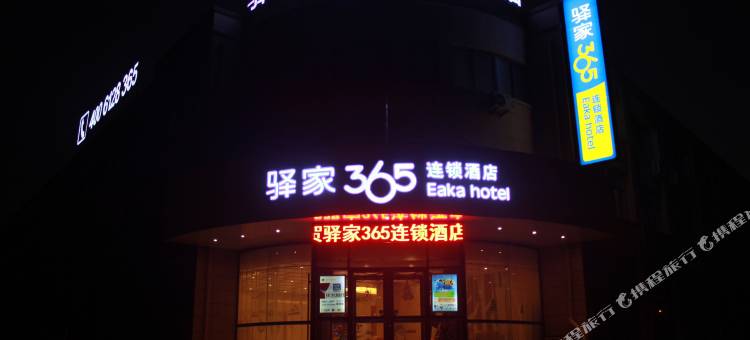 400 6128 365
驿家365
连锁酒店
Eaka hotel
驿家365
连锁酒店
Eaka hotel
贺驿家365连锁酒店
携程旅行
携程旅行